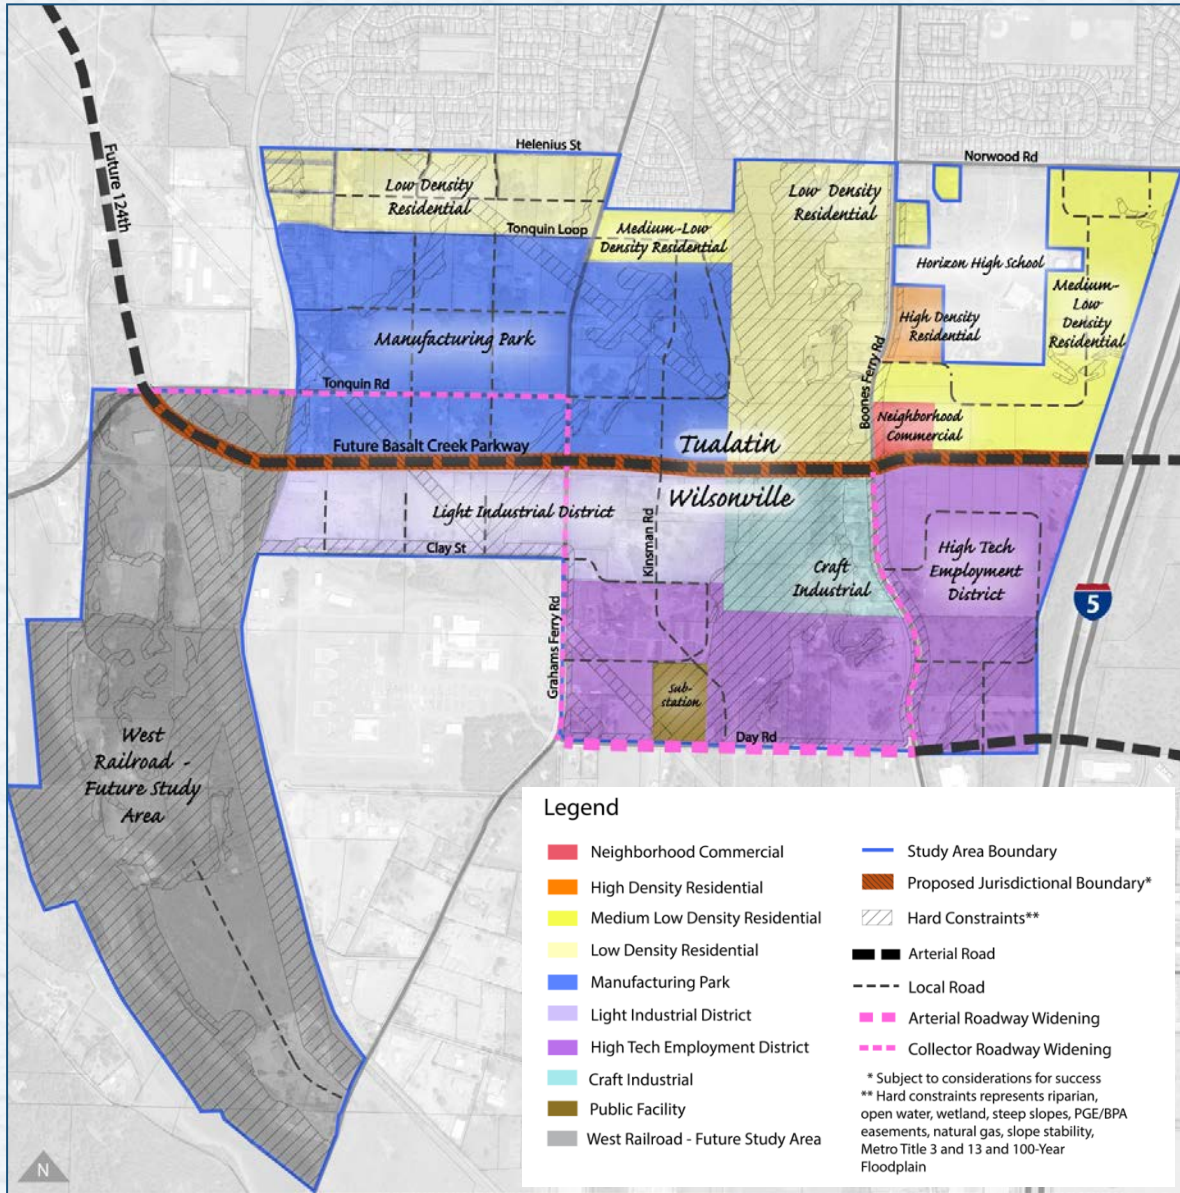 Helenius St
Norwood Rd
Future 124th
Low Density
Residential
Low Density
Residential
Tonquin Loop
Medium-Low
Density Residential
Horizon High School
Medium-
Low
Density
Residential
High Density
Residential
Manufacturing Park
Boones Ferry Rd
Tonquin Rd
Neighborhood
Commercial
Future Basalt Creek Parkway
Tualatin
Wilsonville
Light Industrial District
Kinsman Rd
Clay St
High Tech
Employment
District
Craft
Industrial
5
Grahams Ferry Rd
Sub-
station
Day Rd
West
Railroad -
Future Study
Area
Legend
Neighborhood Commercial
High Density Residential
Medium Low Density Residential
Low Density Residential
Manufacturing Park
Light Industrial District
High Tech Employment District
Craft Industrial
Public Facility
West Railroad - Future Study Area
Study Area Boundary
Proposed Jurisdictional Boundary*
Hard Constraints**
Arterial Road
Local Road
Arterial Roadway Widening
Collector Roadway Widening
* Subject to considerations for success
** Hard constraints represents riparian,
open water, wetland, steep slopes, PGE/BPA
easements, natural gas, slope stability,
Metro Title 3 and 13 and 100-Year
Floodplain
N